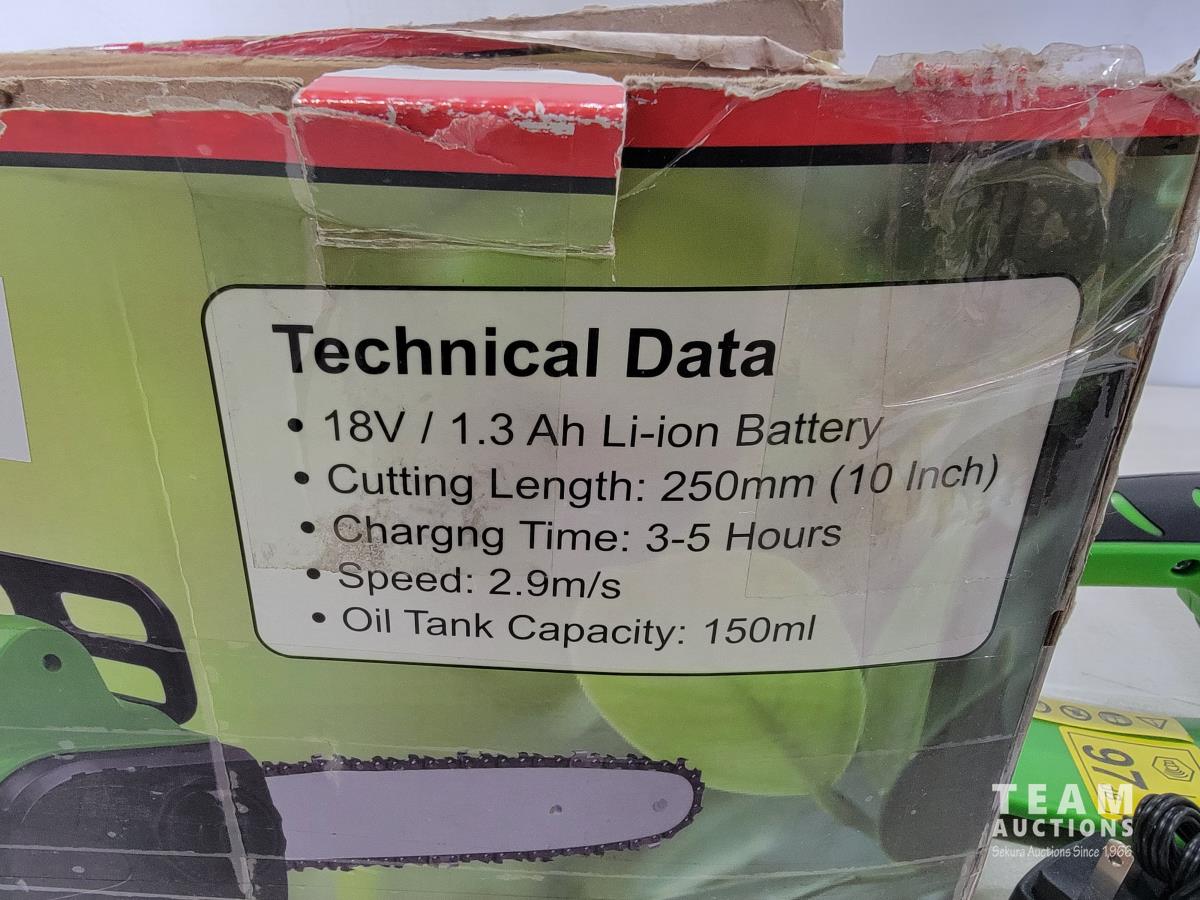 Technical Data
• 18V / 1.3 Ah Li-ion Battery
• Cutting Length: 250mm (10 Inch)
• Chargng Time: 3-5 Hours
• Speed: 2.9m/s
• Oil Tank Capacity: 150ml
97
TEAM
AUCTIONS
Sekura Auctions Since 1966